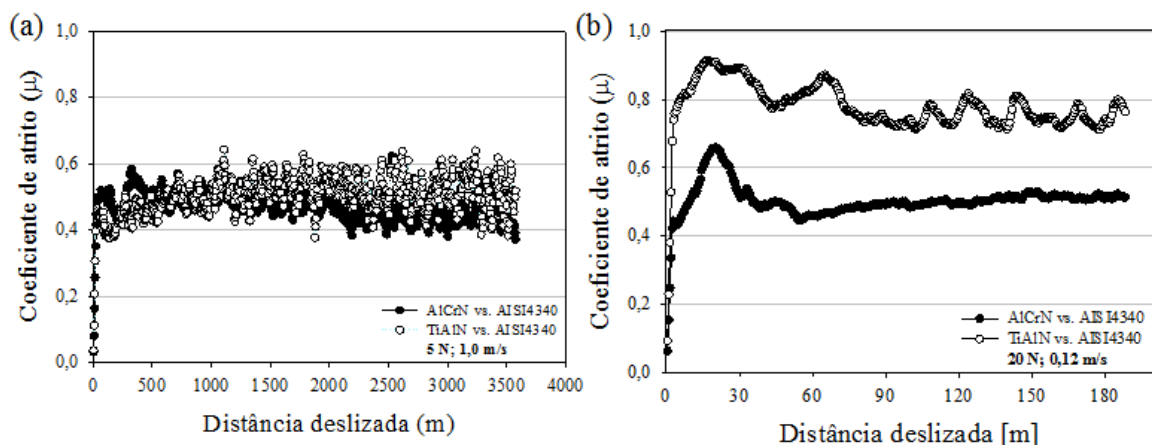 (a)
Coeficiente de atrito (μ)
1,0
0,8
0,6
0,4
0,2
0,0
AlCrN vs. AISI4340
TiAlN vs. AISI4340
5 N; 1,0 m/s
0 500 1000 1500 2000 2500 3000 3500 4000
Distância deslizada (m)
(b)
Coeficiente de atrito (μ)
1,0
0,8
0,6
0,4
0,2
0,0
AlCrN vs. AISI4340
TiAlN vs. AISI4340
20 N; 0,12 m/s
0 30 60 90 120 150 180
Distância deslizada [m]